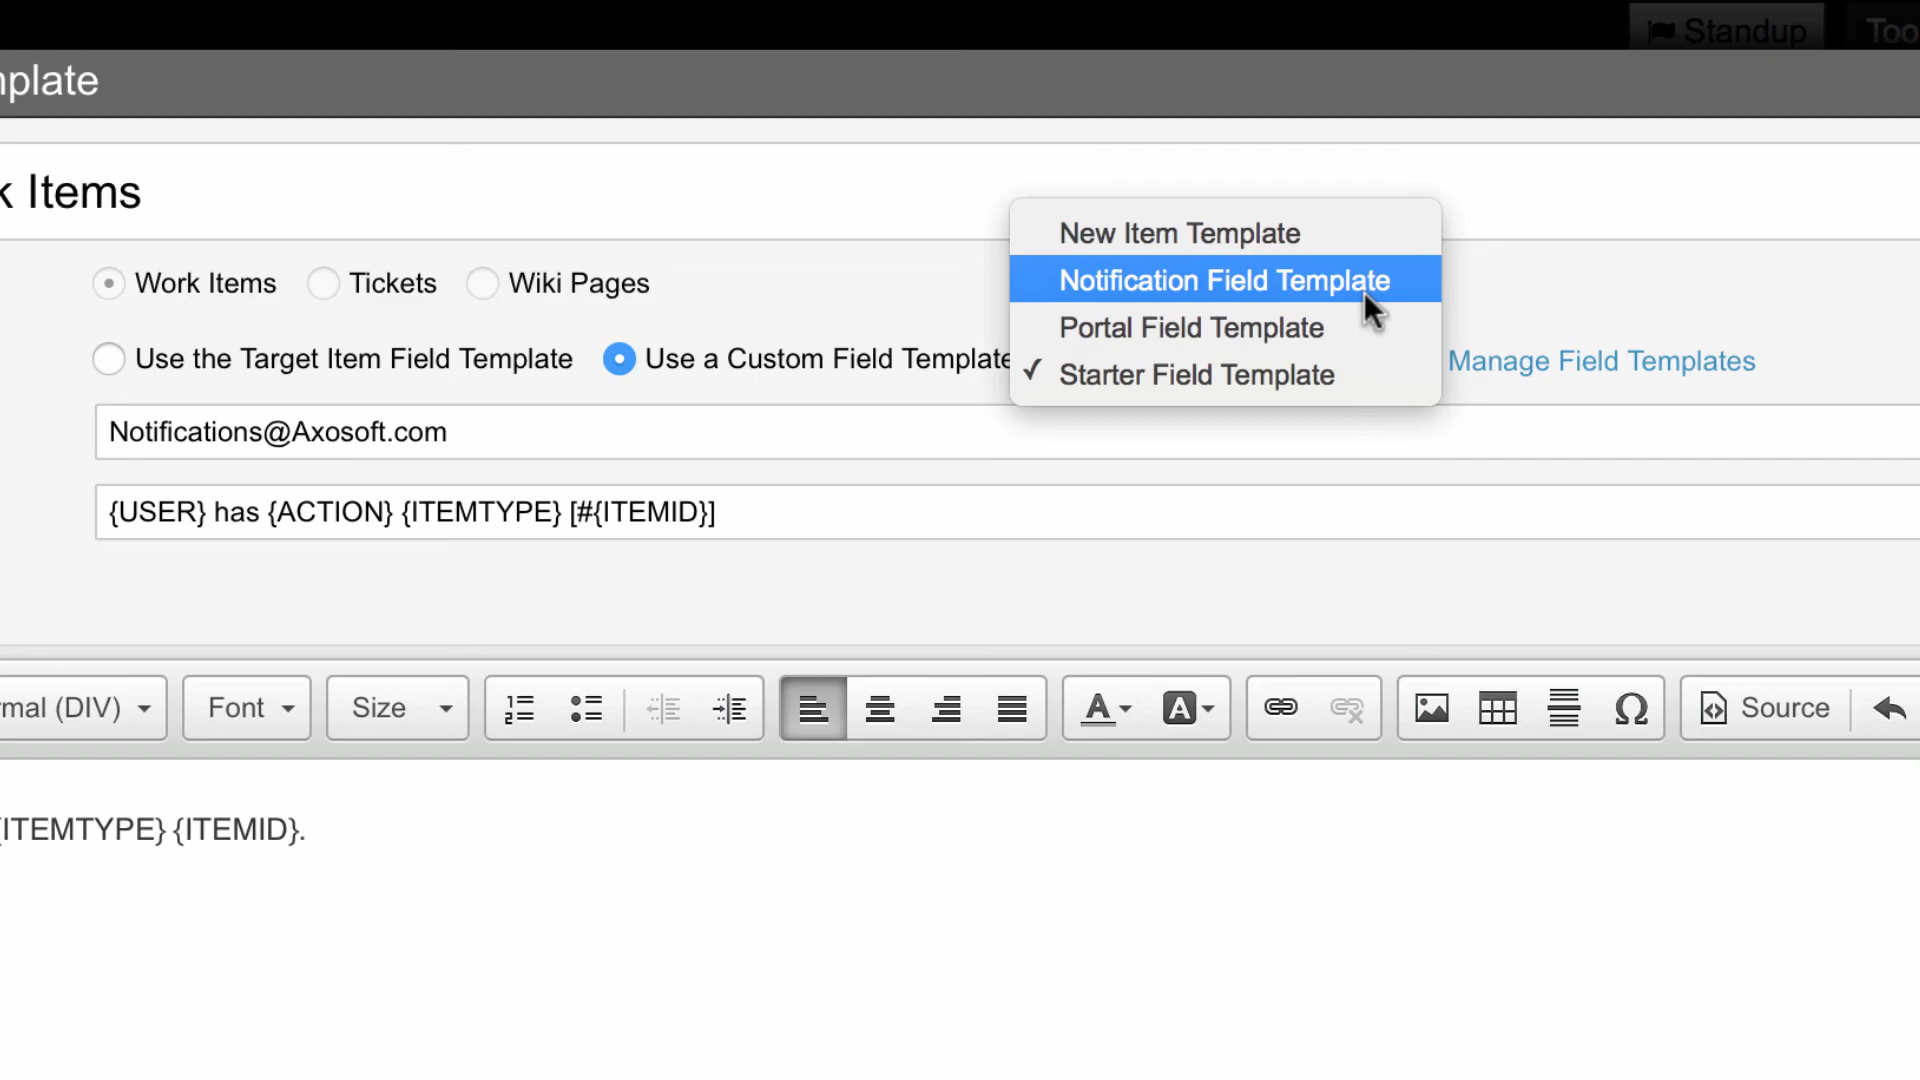 Standup
Too
nplate
k Items
New Item Template
Work Items Tickets Wiki Pages
Notification Field Template
Portal Field Template
Use the Target Item Field Template Use a Custom Field Template
Starter Field Template
Manage Field Templates
Notifications@Axosoft.com
{USER} has {ACTION} {ITEMTYPE} [#{ITEMID}]
mal (DIV) Font Size Source
{ITEMTYPE} {ITEMID}.